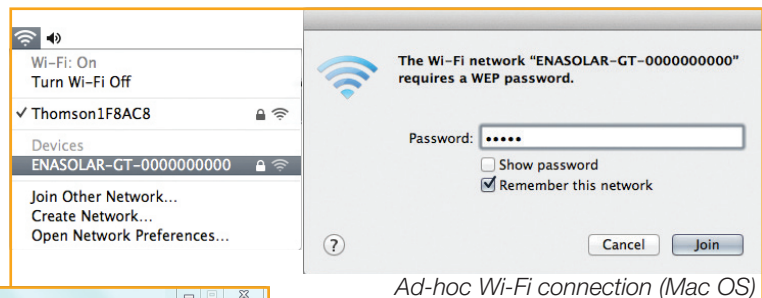 Wi-Fi: On
Turn Wi-Fi Off
✓ Thomson1F8AC8
Devices
ENASOLAR-GT-0000000000
Join Other Network...
Create Network...
Open Network Preferences...
The Wi-Fi network “ENASOLAR-GT-0000000000”
requires a WEP password.
Password: •••••
Show password
Remember this network
?
Cancel
Join
Ad-hoc Wi-Fi connection (Mac OS)